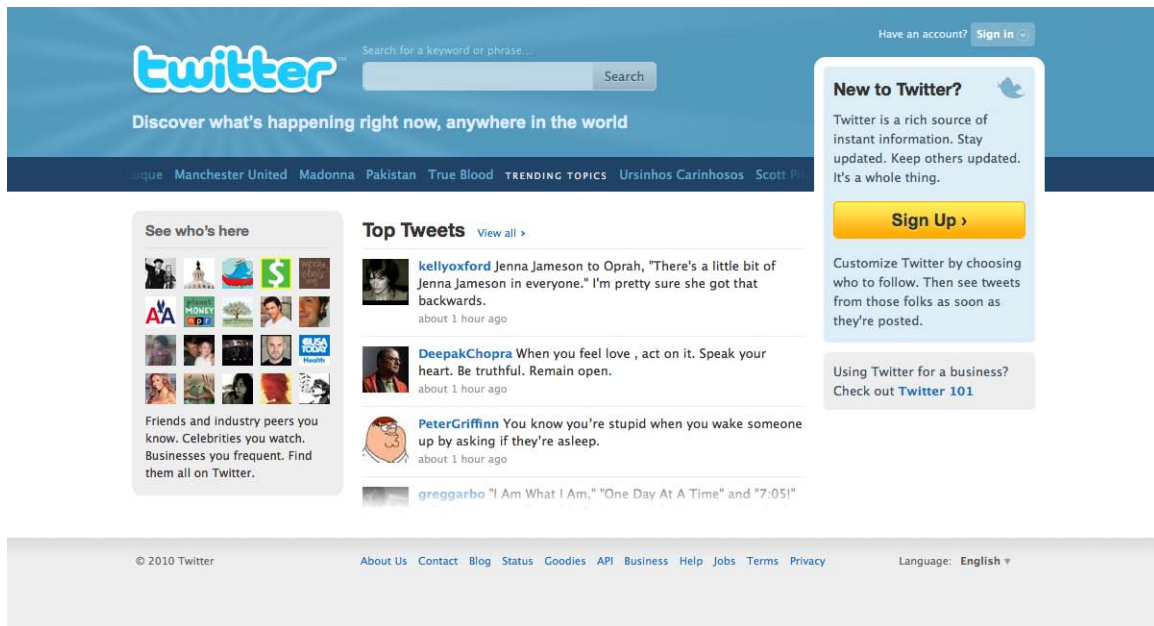 Have an account? Sign in
twitter™
Search for a keyword or phrase...
Search
Discover what's happening right now, anywhere in the world
Manchester United Madonna Pakistan True Blood TRENDING TOPICS Ursinhos Carinhosos Scott
New to Twitter?
Twitter is a rich source of
instant information. Stay
updated. Keep others updated.
It's a whole thing.
Sign Up ›
Customize Twitter by choosing
who to follow. Then see tweets
from those folks as soon as
they're posted.
Using Twitter for a business?
Check out Twitter 101
See who's here
AA
planet
MONEY
npr
USA
TODAY
Health
Friends and industry peers you
know. Celebrities you watch.
Businesses you frequent. Find
them all on Twitter.
Top Tweets View all ›
kellyoxford Jenna Jameson to Oprah, "There's a little bit of
Jenna Jameson in everyone." I'm pretty sure she got that
backwards.
about 1 hour ago
DeepakChopra When you feel love , act on it. Speak your
heart. Be truthful. Remain open.
about 1 hour ago
PeterGriffinn You know you're stupid when you wake someone
up by asking if they're asleep.
about 1 hour ago
greggarbo "I Am What I Am," "One Day At A Time" and "7:05!"
© 2010 Twitter
About Us Contact Blog Status Goodies API Business Help Jobs Terms Privacy
Language: English